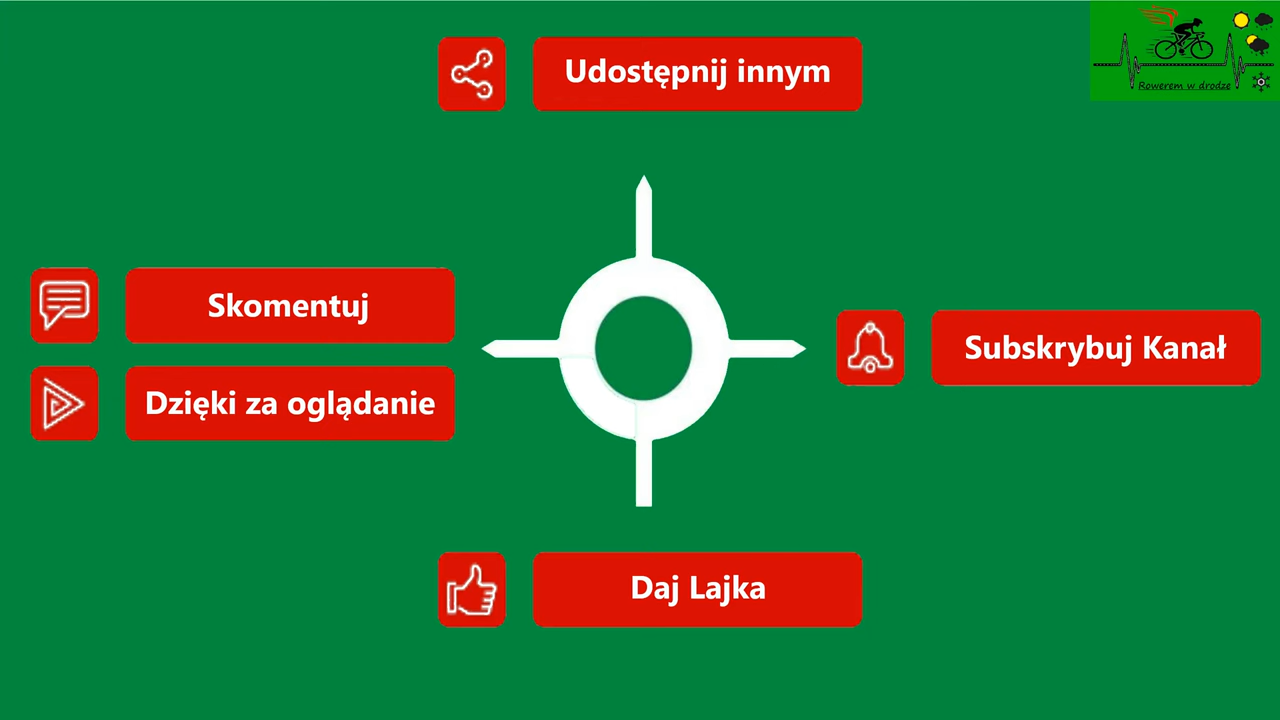 Udostępnij innym
Rowerem w drodze
Skomentuj
Dzięki za oglądanie
Subskrybuj Kanał
Daj Lajka